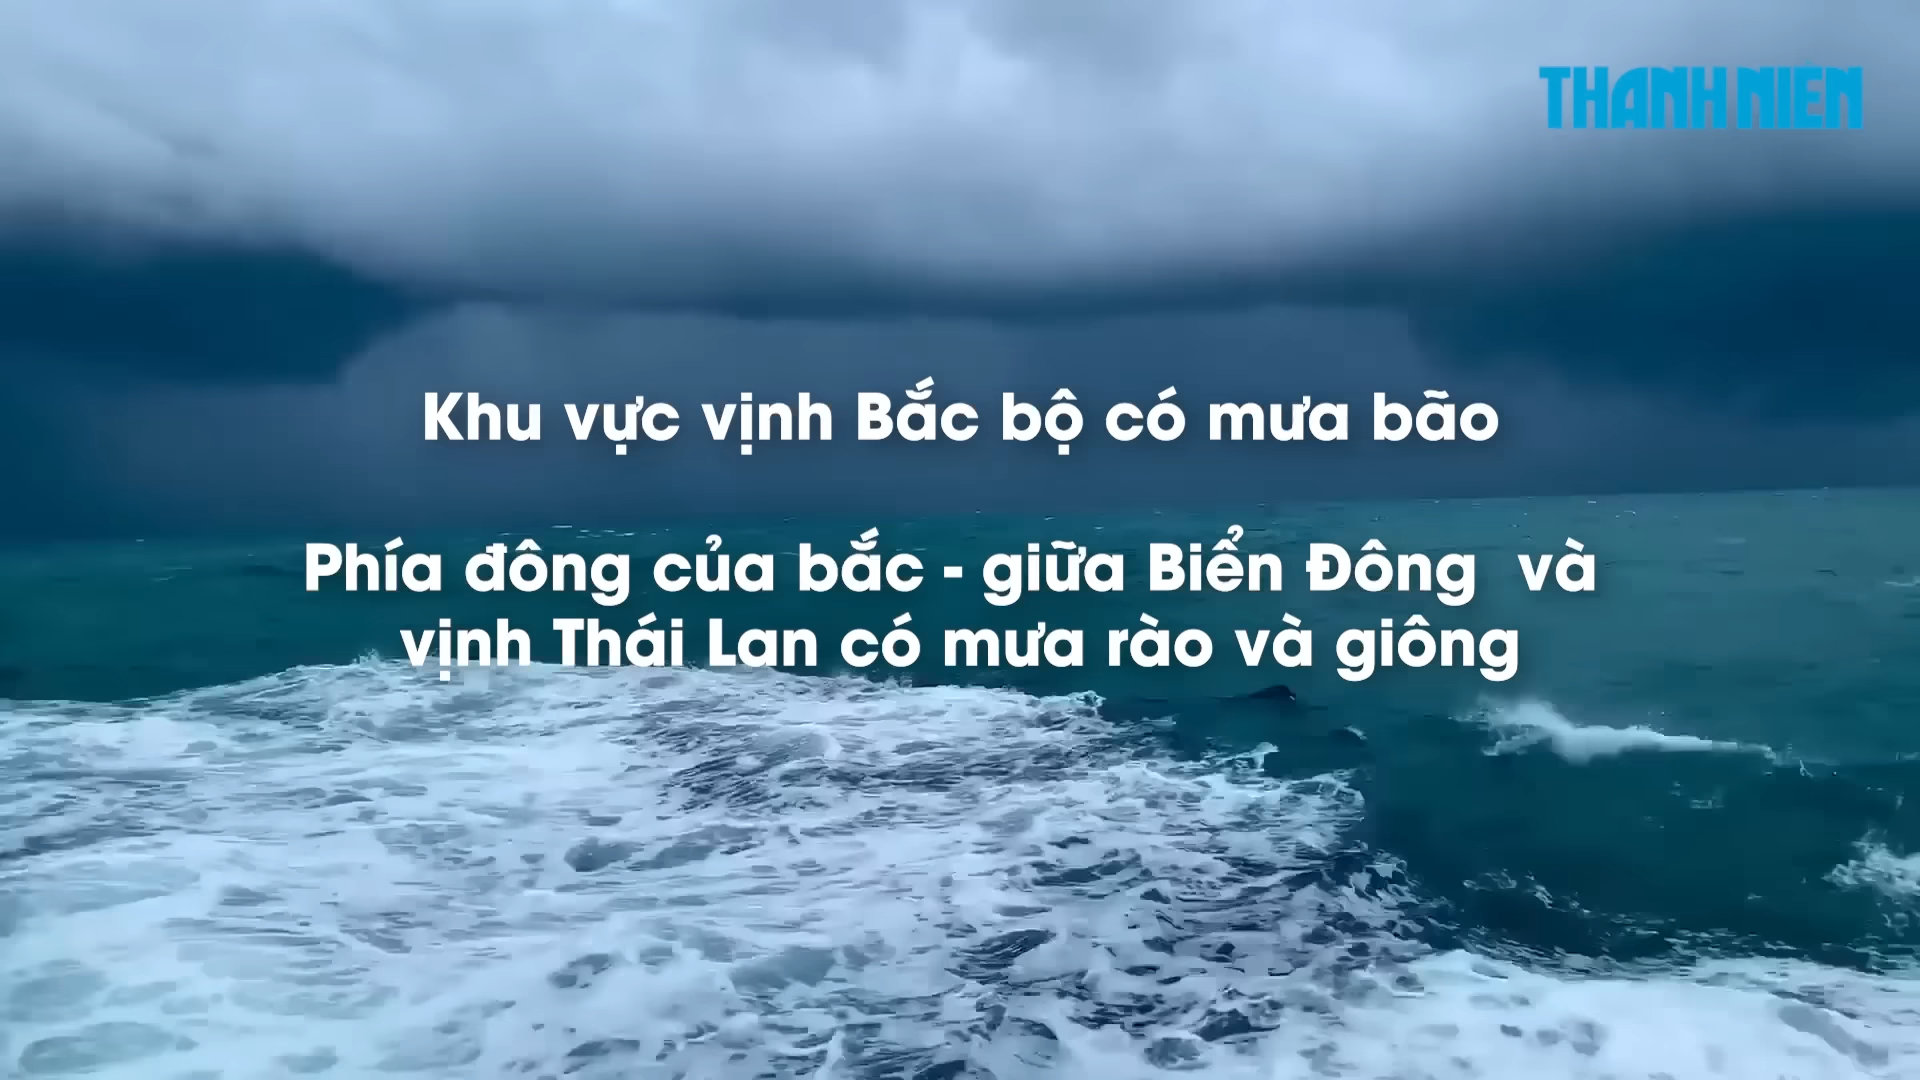 THANH NIÊN
Khu vực vịnh Bắc bộ có mưa bão
Phía đông của bắc - giữa Biển Đông  và
vịnh Thái Lan có mưa rào và giông